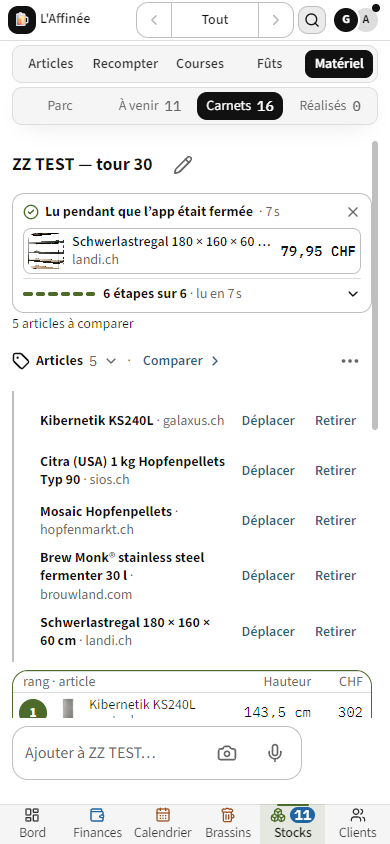 L'Affinée
Tout
G
A
Articles Recompter Courses Fûts Matériel
Parc À venir 11 Carnets 16 Réalisés 0
ZZ TEST — tour 30
Lu pendant que l'app était fermée · 7 s
Schwerlastregal 180 × 160 × 60 ... 79,95 CHF
landi.ch
6 étapes sur 6 · lu en 7 s
5 articles à comparer
Articles 5 · Comparer
Kibernetik KS240L · galaxus.ch Déplacer Retirer
Citra (USA) 1 kg Hopfenpellets
Typ 90 · sios.ch Déplacer Retirer
Mosaic Hopfenpellets ·
hopfenmarkt.ch Déplacer Retirer
Brew Monk® stainless steel
fermenter 30 l ·
brouwland.com Déplacer Retirer
Schwerlastregal 180 × 160 ×
60 cm · landi.ch Déplacer Retirer
rang · article Hauteur CHF
1 Kibernetik KS240L 143,5 cm 302
Ajouter à ZZ TEST…
11
Bord Finances Calendrier Brassins Stocks Clients